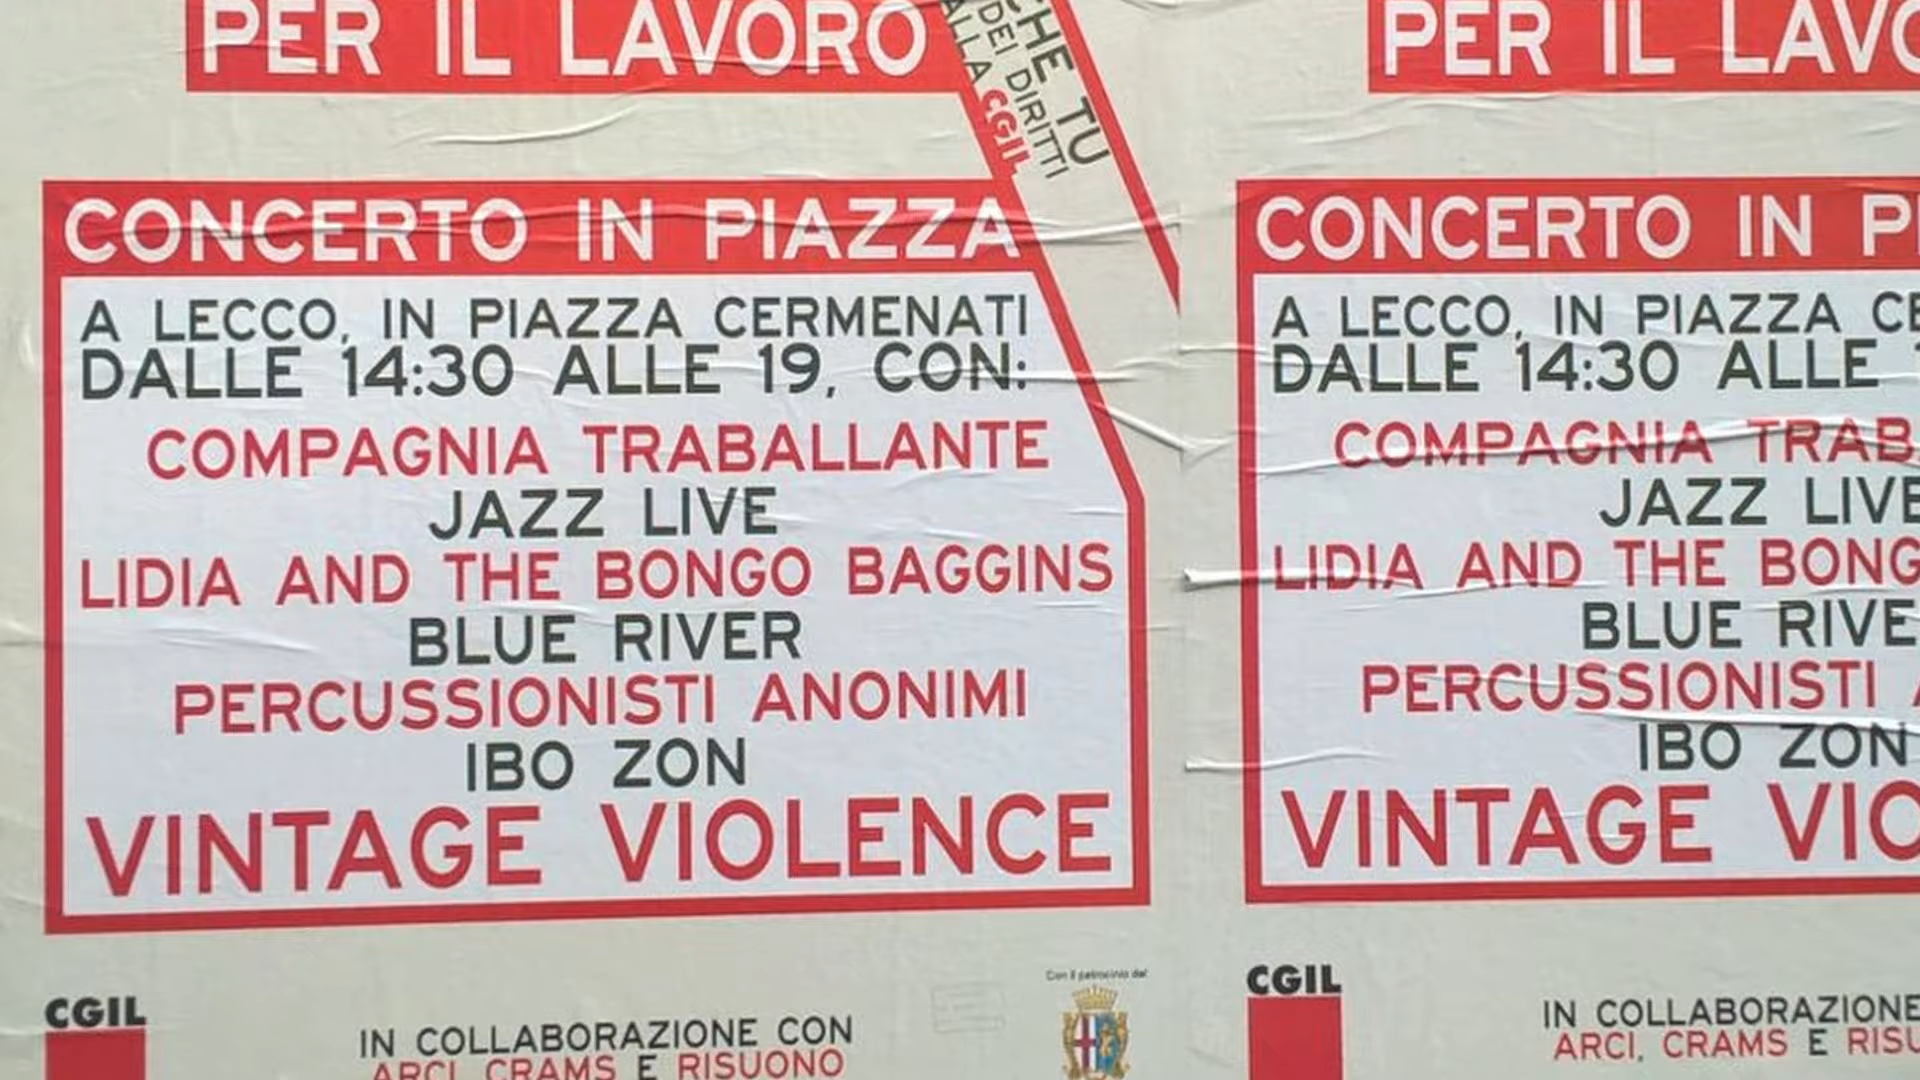 PER IL LAVORO
CHE TU
DEI DIRITTI
ALLA CGIL
CONCERTO IN PIAZZA
A LECCO, IN PIAZZA CERMENATI
DALLE 14:30 ALLE 19, CON:
COMPAGNIA TRABALLANTE
JAZZ LIVE
LIDIA AND THE BONGO BAGGINS
BLUE RIVER
PERCUSSIONISTI ANONIMI
IBO ZON
VINTAGE VIOLENCE
CGIL
IN COLLABORAZIONE CON
ARCI, CRAMS E RISUONO
Con il patrocinio del
PER IL LAVO
CONCERTO IN PI
A LECCO, IN PIAZZA CE
DALLE 14:30 ALLE 1
COMPAGNIA TRAB
JAZZ LIVE
LIDIA AND THE BONG
BLUE RIVE
PERCUSSIONISTI A
IBO ZON
VINTAGE VIO
CGIL
IN COLLABORAZIONE
ARCI, CRAMS E RISU